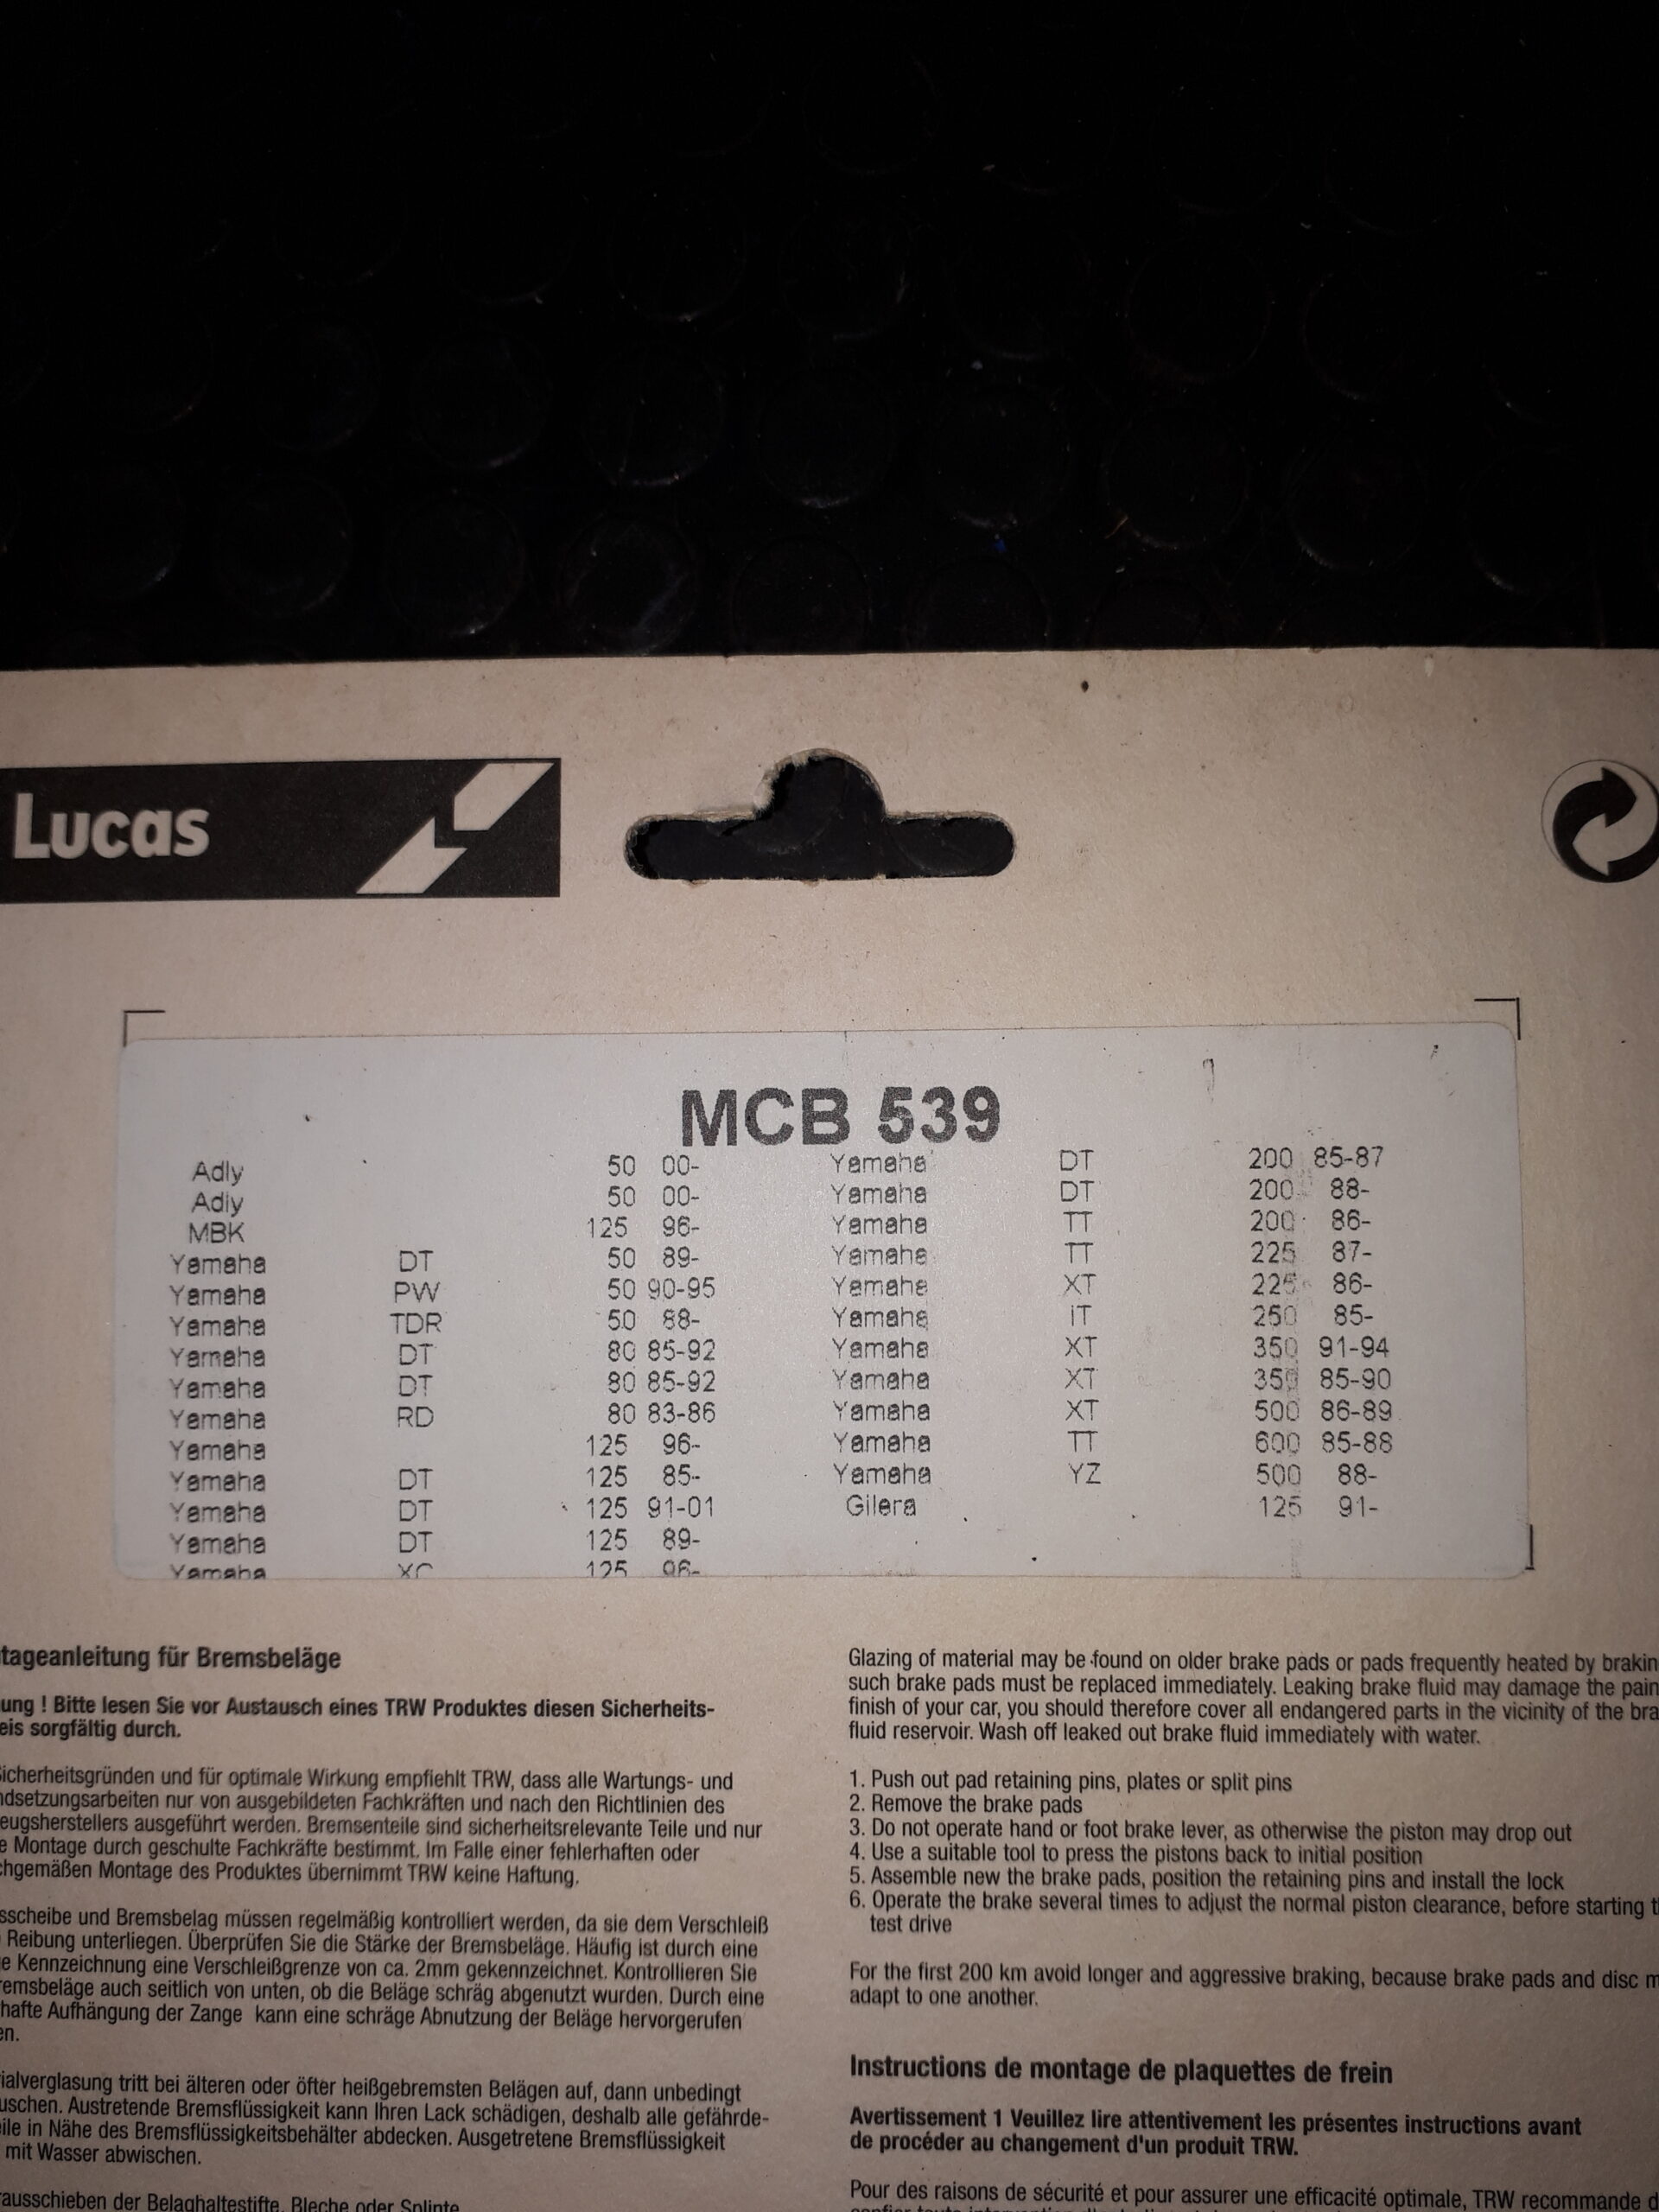 Lucas
MCB 539
Adly 50 00-
Adly 50 00-
MBK 125 96-
Yamaha DT 50 89-
Yamaha PW 50 90-95
Yamaha TDR 50 88-
Yamaha DT 80 85-92
Yamaha DT 80 85-92
Yamaha RD 80 83-86
Yamaha 125 96-
Yamaha DT 125 85-
Yamaha DT 125 91-01
Yamaha DT 125 89-
Yamaha XC 125 96-
Yamaha DT 200 85-87
Yamaha DT 200 88-
Yamaha TT 200 86-
Yamaha TT 225 87-
Yamaha XT 225 86-
Yamaha IT 250 85-
Yamaha XT 350 91-94
Yamaha XT 350 85-90
Yamaha XT 500 86-89
Yamaha TT 600 85-88
Yamaha YZ 500 88-
Gilera 125 91-
tageanleitung für Bremsbeläge
ung ! Bitte lesen Sie vor Austausch eines TRW Produktes diesen Sicherheits-
eis sorgfältig durch.
icherheitsgründen und für optimale Wirkung empfiehlt TRW, dass alle Wartungs- und
ndsetzungsarbeiten nur von ausgebildeten Fachkräften und nach den Richtlinien des
eugsherstellers ausgeführt werden. Bremsenteile sind sicherheitsrelevante Teile und nur
e Montage durch geschulte Fachkräfte bestimmt. Im Falle einer fehlerhaften oder
chgemäßen Montage des Produktes übernimmt TRW keine Haftung.
sscheibe und Bremsbelag müssen regelmäßig kontrolliert werden, da sie dem Verschleiß
Reibung unterliegen. Überprüfen Sie die Stärke der Bremsbeläge. Häufig ist durch eine
e Kennzeichnung eine Verschleißgrenze von ca. 2mm gekennzeichnet. Kontrollieren Sie
remsbeläge auch seitlich von unten, ob die Beläge schräg abgenutzt wurden. Durch eine
hafte Aufhängung der Zange kann eine schräge Abnutzung der Beläge hervorgerufen
en.
ialverglasung tritt bei älteren oder öfter heißgebremsten Belägen auf, dann unbedingt
uschen. Austretende Bremsflüssigkeit kann Ihren Lack schädigen, deshalb alle gefährde-
ile in Nähe des Bremsflüssigkeitsbehälter abdecken. Ausgetretene Bremsflüssigkeit
mit Wasser abwischen.
rausschieben der Belaghaltestifte, Bleche oder Splinte
Glazing of material may be found on older brake pads or pads frequently heated by brakin
such brake pads must be replaced immediately. Leaking brake fluid may damage the pain
finish of your car, you should therefore cover all endangered parts in the vicinity of the bra
fluid reservoir. Wash off leaked out brake fluid immediately with water.
1. Push out pad retaining pins, plates or split pins
2. Remove the brake pads
3. Do not operate hand or foot brake lever, as otherwise the piston may drop out
4. Use a suitable tool to press the pistons back to initial position
5. Assemble new the brake pads, position the retaining pins and install the lock
6. Operate the brake several times to adjust the normal piston clearance, before starting t
test drive
For the first 200 km avoid longer and aggressive braking, because brake pads and disc m
adapt to one another.
Instructions de montage de plaquettes de frein
Avertissement 1 Veuillez lire attentivement les présentes instructions avant
de procéder au changement d'un produit TRW.
Pour des raisons de sécurité et pour assurer une efficacité optimale, TRW recommande d